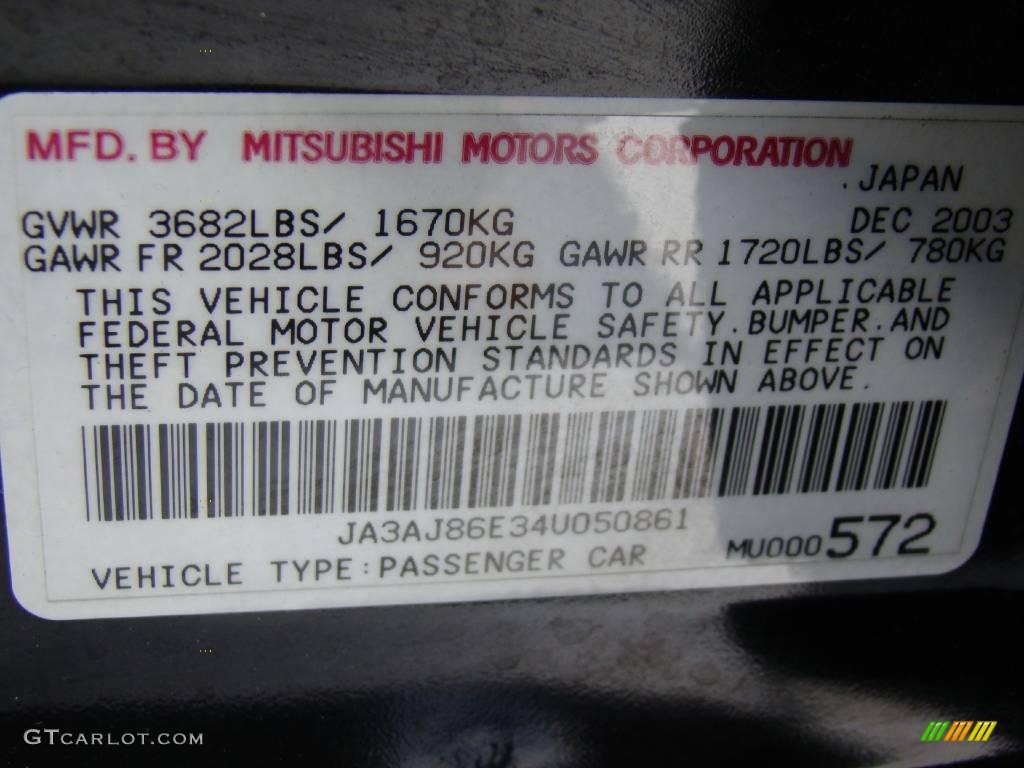 MFD. BY MITSUBISHI MOTORS CORPORATION
.JAPAN
GVWR 3682LBS/ 1670KG DEC 2003
GAWR FR 2028LBS/ 920KG GAWR RR 1720LBS/ 780KG
THIS VEHICLE CONFORMS TO ALL APPLICABLE
FEDERAL MOTOR VEHICLE SAFETY.BUMPER.AND
THEFT PREVENTION STANDARDS IN EFFECT ON
THE DATE OF MANUFACTURE SHOWN ABOVE.
JA3AJ86E34U050861
MU000572
VEHICLE TYPE:PASSENGER CAR
GTCARLOT.COM